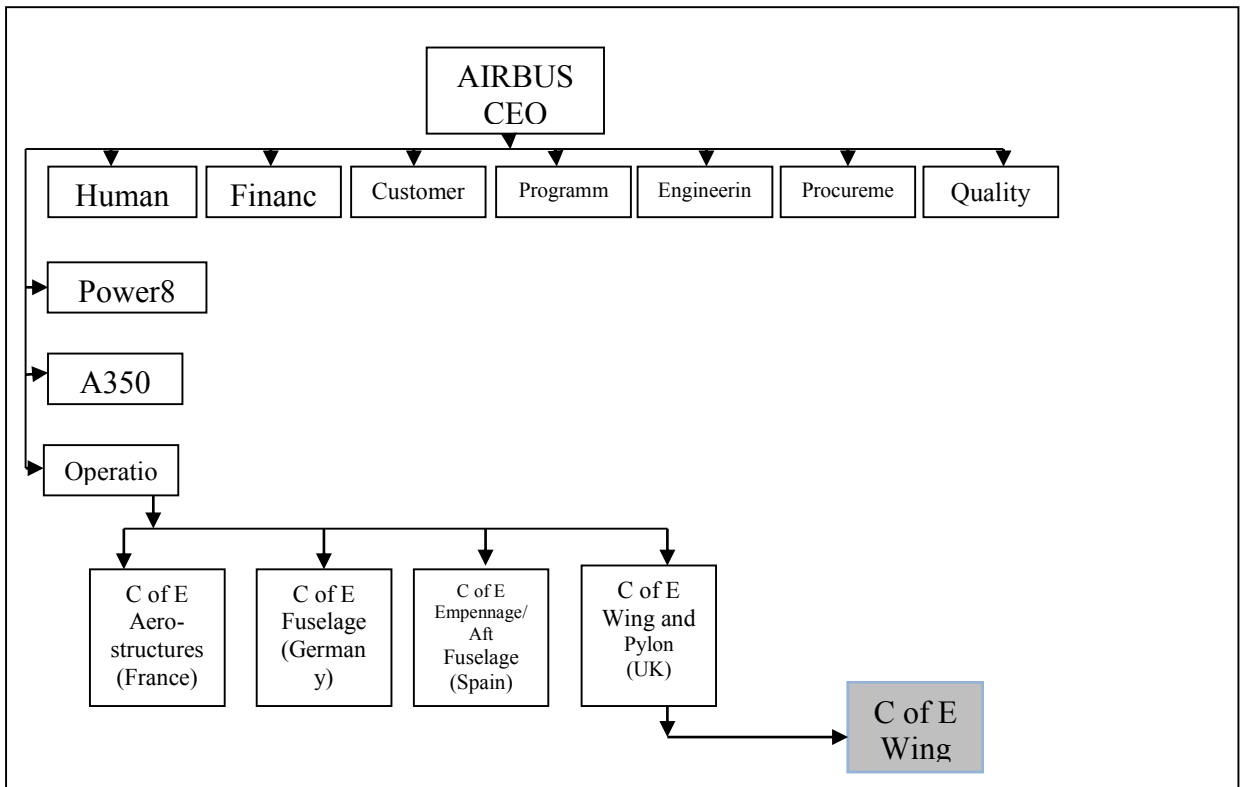 AIRBUS
CEO
Human
Financ
Customer
Programm
Engineerin
Procureme
Quality
Power8
A350
Operatio
C of E
Aero-
structures
(France)
C of E
Fuselage
(German
y)
C of E
Empennage/
Aft
Fuselage
(Spain)
C of E
Wing and
Pylon
(UK)
C of E
Wing